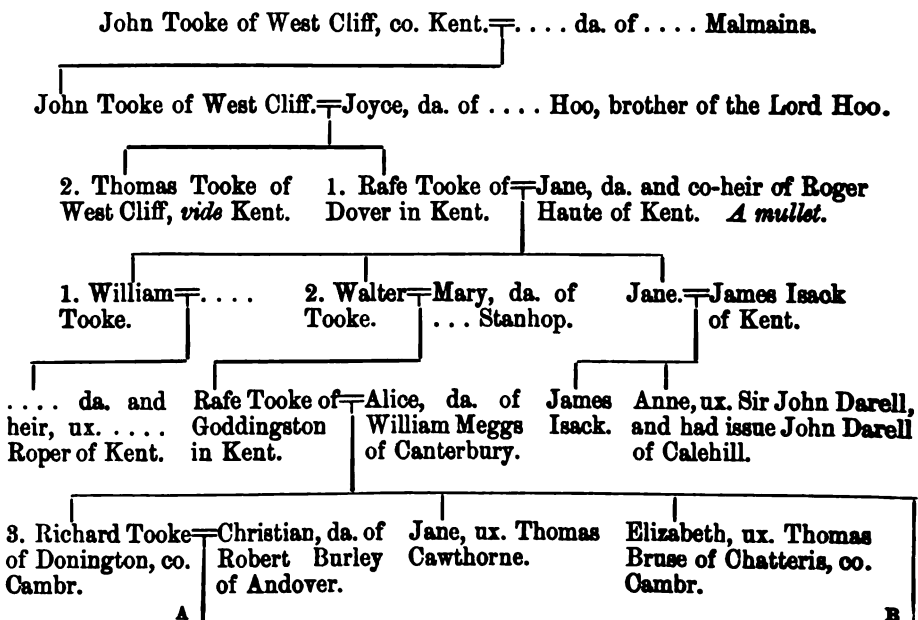 John Tooke of West Cliff, co. Kent.=. . . . da. of . . . . Malmains.
John Tooke of West Cliff.=Joyce, da. of . . . . Hoo, brother of the Lord Hoo.
2. Thomas Tooke of
West Cliff, vide Kent.
1. Rafe Tooke of=Jane, da. and co-heir of Roger
Dover in Kent. Haute of Kent. A mullet.
1. William=. . . .
Tooke.
2. Walter=Mary, da. of
Tooke. . . . Stanhop.
Jane.=James Isack
of Kent.
. . . . da. and
heir, ux. . . . . .
Roper of Kent.
Rafe Tooke of=Alice, da. of
Goddingston William Meggs
in Kent. of Canterbury.
James
Isack.
Anne, ux. Sir John Darell,
and had issue John Darell
of Calehill.
3. Richard Tooke=Christian, da. of
of Donington, co. Robert Burley
Cambr. of Andover.
Jane, ux. Thomas
Cawthorne.
Elizabeth, ux. Thomas
Bruse of Chatteris, co.
Cambr.
A
B